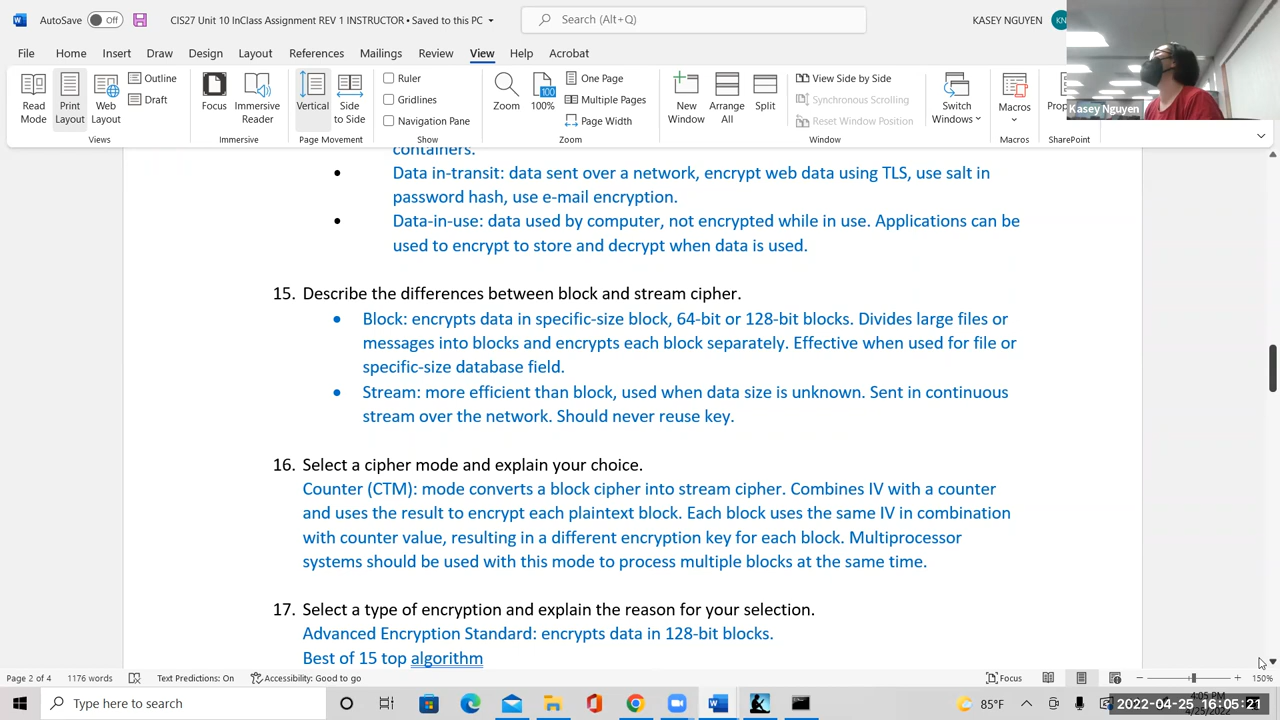 AutoSave Off CIS27 Unit 10 InClass Assignment REV 1 INSTRUCTOR • Saved to this PC Search (Alt+Q) KASEY NGUYEN KN
File Home Insert Draw Design Layout References Mailings Review View Help Acrobat
Read Mode
Print Layout
Web Layout
Outline
Draft
Views
Focus
Immersive Reader
Immersive
Vertical
Side to Side
Page Movement
Ruler
Gridlines
Navigation Pane
Show
Zoom
100
100%
One Page
Multiple Pages
Page Width
Zoom
New Window
Arrange All
Split
View Side by Side
Synchronous Scrolling
Reset Window Position
Window
Switch Windows
Macros
Macros
SharePoint
Kasey Nguyen
containers.
• Data in-transit: data sent over a network, encrypt web data using TLS, use salt in
password hash, use e-mail encryption.
• Data-in-use: data used by computer, not encrypted while in use. Applications can be
used to encrypt to store and decrypt when data is used.
15. Describe the differences between block and stream cipher.
• Block: encrypts data in specific-size block, 64-bit or 128-bit blocks. Divides large files or
messages into blocks and encrypts each block separately. Effective when used for file or
specific-size database field.
• Stream: more efficient than block, used when data size is unknown. Sent in continuous
stream over the network. Should never reuse key.
16. Select a cipher mode and explain your choice.
Counter (CTM): mode converts a block cipher into stream cipher. Combines IV with a counter
and uses the result to encrypt each plaintext block. Each block uses the same IV in combination
with counter value, resulting in a different encryption key for each block. Multiprocessor
systems should be used with this mode to process multiple blocks at the same time.
17. Select a type of encryption and explain the reason for your selection.
Advanced Encryption Standard: encrypts data in 128-bit blocks.
Best of 15 top algorithm
Page 2 of 4 1176 words Text Predictions: On Accessibility: Good to go Focus 150%
Type here to search 85°F 4:05 PM
2022-04-25 16:05:21